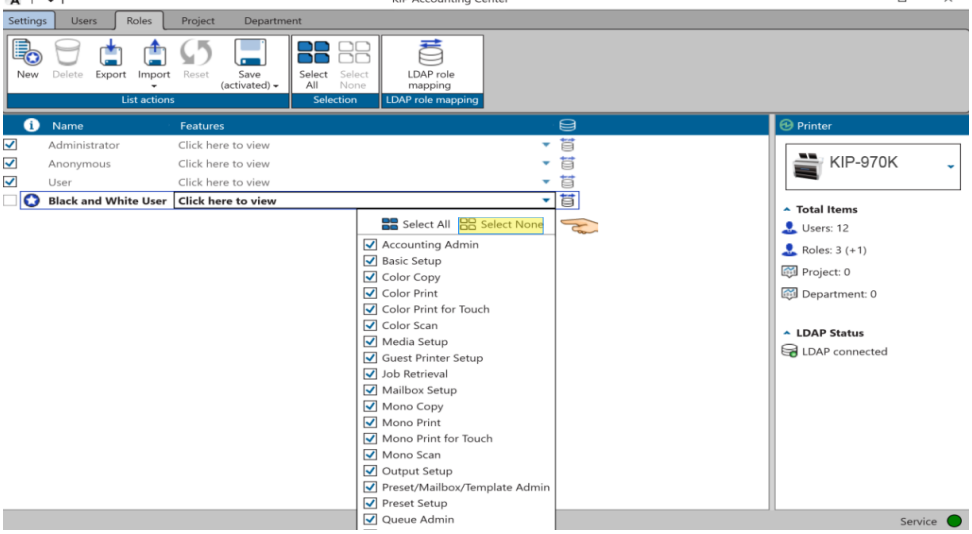 KIP Accounting Center
Settings Users Roles Project Department
New Delete Export Import Reset Save (activated) Select All Select None LDAP role mapping
List actions Selection LDAP role mapping
Name Features
Administrator Click here to view
Anonymous Click here to view
User Click here to view
Black and White User Click here to view
Select All Select None
Accounting Admin
Basic Setup
Color Copy
Color Print
Color Print for Touch
Color Scan
Media Setup
Guest Printer Setup
Job Retrieval
Mailbox Setup
Mono Copy
Mono Print
Mono Print for Touch
Mono Scan
Output Setup
Preset/Mailbox/Template Admin
Preset Setup
Queue Admin
Printer
KIP-970K
Total Items
Users: 12
Roles: 3 (+1)
Project: 0
Department: 0
LDAP Status
LDAP connected
Service